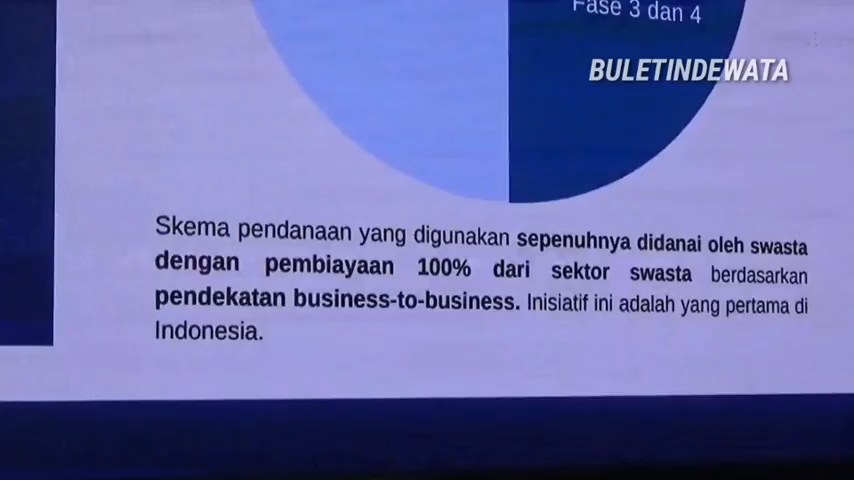 Fase 3 dan 4
BULETINDEWATA
Skema pendanaan yang digunakan sepenuhnya didanai oleh swasta
dengan pembiayaan 100% dari sektor swasta berdasarkan
pendekatan business-to-business. Inisiatif ini adalah yang pertama di
Indonesia.